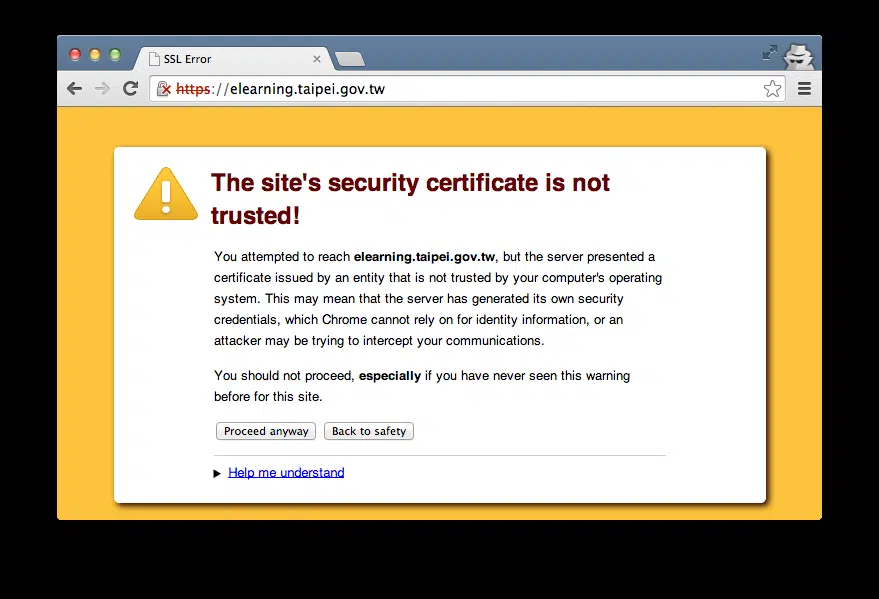 SSL Error
https://elearning.taipei.gov.tw
The site's security certificate is not
trusted!
You attempted to reach elearning.taipei.gov.tw, but the server presented a
certificate issued by an entity that is not trusted by your computer's operating
system. This may mean that the server has generated its own security
credentials, which Chrome cannot rely on for identity information, or an
attacker may be trying to intercept your communications.
You should not proceed, especially if you have never seen this warning
before for this site.
Proceed anyway Back to safety
Help me understand